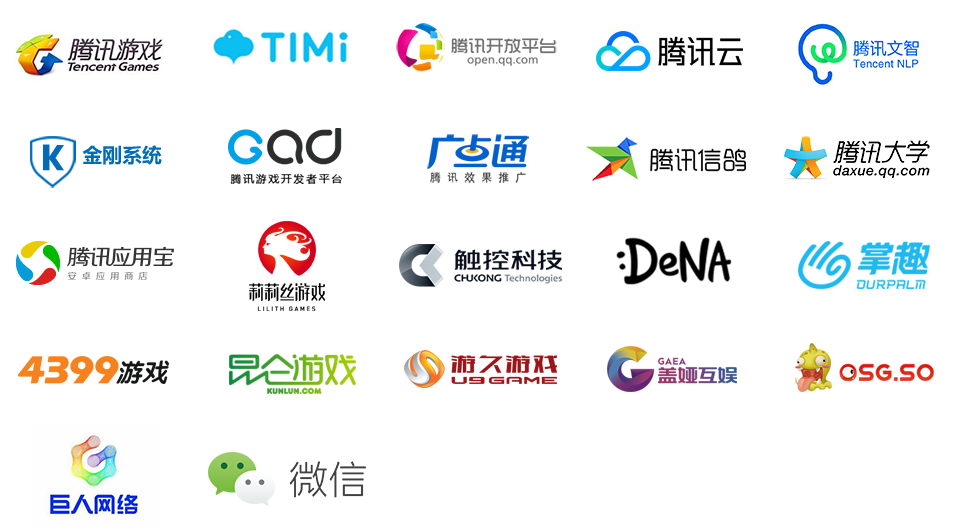 腾讯游戏
Tencent Games
TiMi
腾讯开放平台
open.qq.com
腾讯云
腾讯文智
Tencent NLP
K
金刚系统
Gad
腾讯游戏开发者平台
广点通
腾讯效果推广
腾讯信鸽
腾讯大学
daxue.qq.com
腾讯应用宝
安卓应用商店
莉莉丝游戏
LILITH GAMES
触控科技
CHUKONG Technologies
:DeNA
掌趣
OURPALM
4399游戏
昆仑游戏
KUNLUN.COM
游久游戏
U9GAME
GAEA
盖娅互娱
OSG.SO
巨人网络
微信